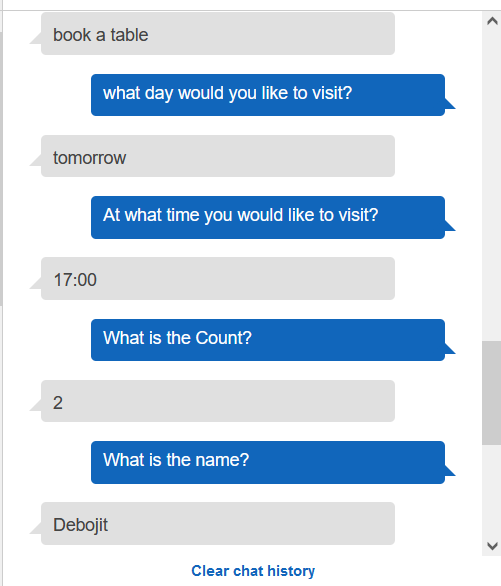 book a table
what day would you like to visit?
tomorrow
At what time you would like to visit?
17:00
What is the Count?
2
What is the name?
Debojit
Clear chat history